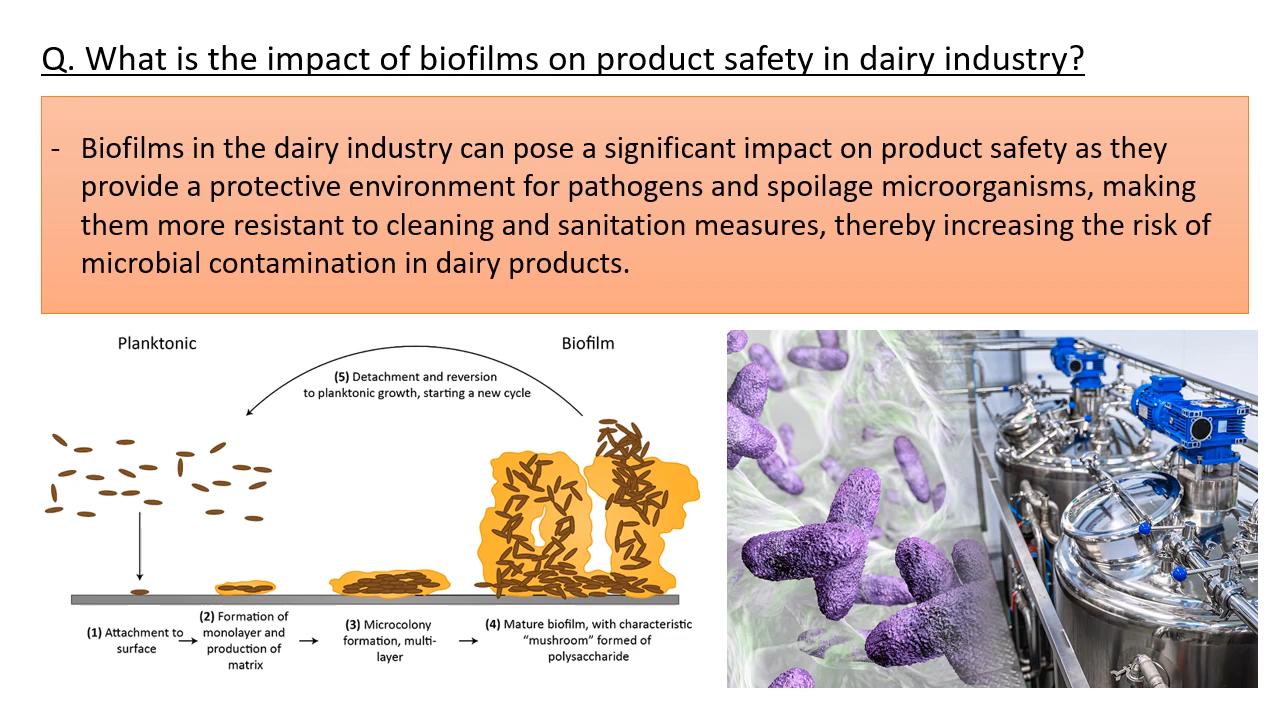 Q. What is the impact of biofilms on product safety in dairy industry?
- Biofilms in the dairy industry can pose a significant impact on product safety as they
provide a protective environment for pathogens and spoilage microorganisms, making
them more resistant to cleaning and sanitation measures, thereby increasing the risk of
microbial contamination in dairy products.
Planktonic
Biofilm
(5) Detachment and reversion
to planktonic growth, starting a new cycle
(1) Attachment to
surface
(2) Formation of
monolayer and
production of
matrix
(3) Microcolony
formation, multi-
layer
(4) Mature biofilm, with characteristic
“mushroom” formed of
polysaccharide